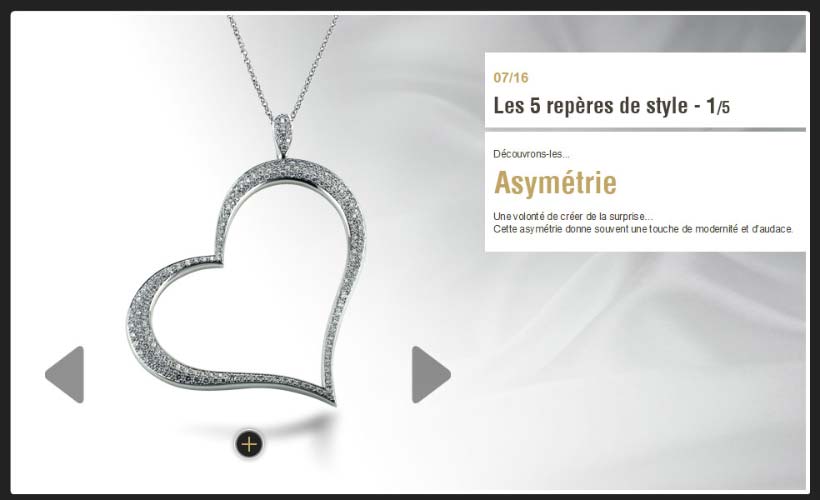 07/16
Les 5 repères de style - 1/5
Découvrons-les...
Asymétrie
Une volonté de créer de la surprise...
Cette asymétrie donne souvent une touche de modernité et d'audace.